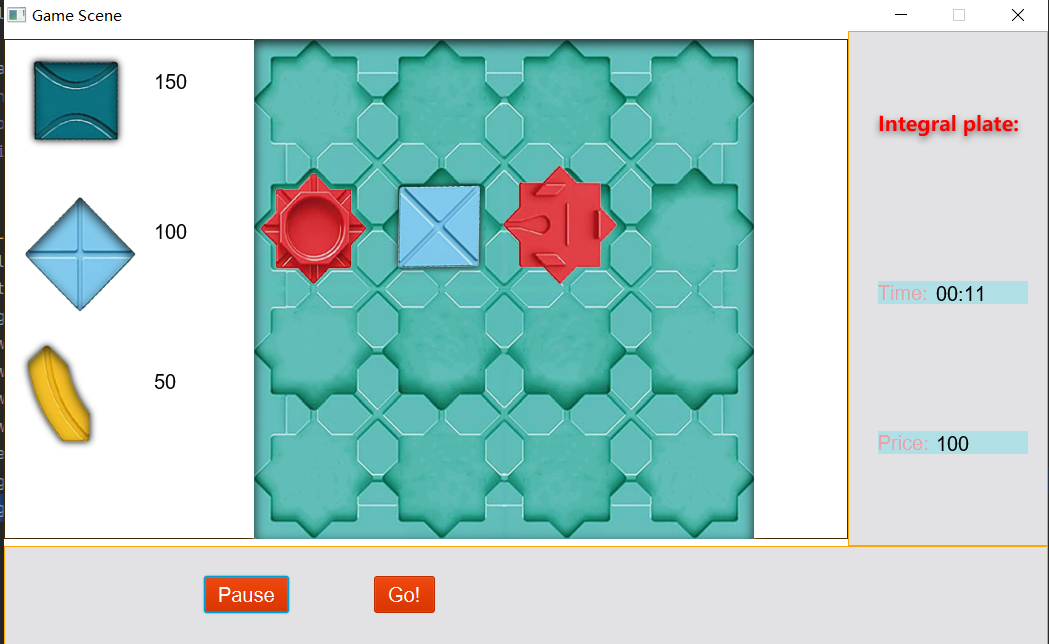 Game Scene
150
Integral plate:
100
Time: 00:11
50
Price: 100
Pause
Go!